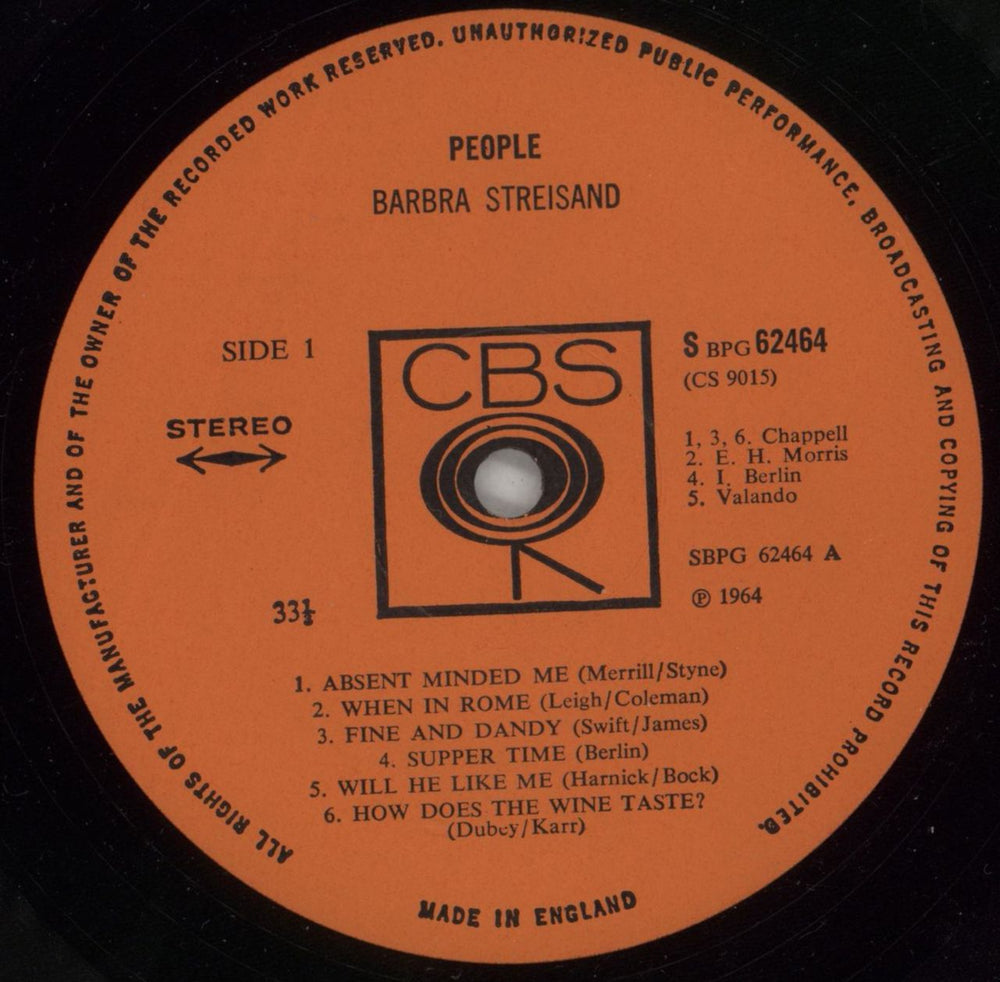 ALL RIGHTS OF THE MANUFACTURER AND OF THE OWNER OF THE RECORDED WORK RESERVED. UNAUTHORIZED PUBLIC PERFORMANCE, BROADCASTING AND COPYING OF THIS RECORD PROHIBITED.
PEOPLE
BARBRA STREISAND
SIDE 1
STEREO
33⅓
CBS
S BPG 62464
(CS 9015)
1, 3, 6. Chappell
2. E. H. Morris
4. I. Berlin
5. Valando
SBPG 62464 A
℗ 1964
1. ABSENT MINDED ME (Merrill/Styne)
2. WHEN IN ROME (Leigh/Coleman)
3. FINE AND DANDY (Swift/James)
4. SUPPER TIME (Berlin)
5. WILL HE LIKE ME (Harnick/Bock)
6. HOW DOES THE WINE TASTE?
(Dubey/Karr)
MADE IN ENGLAND